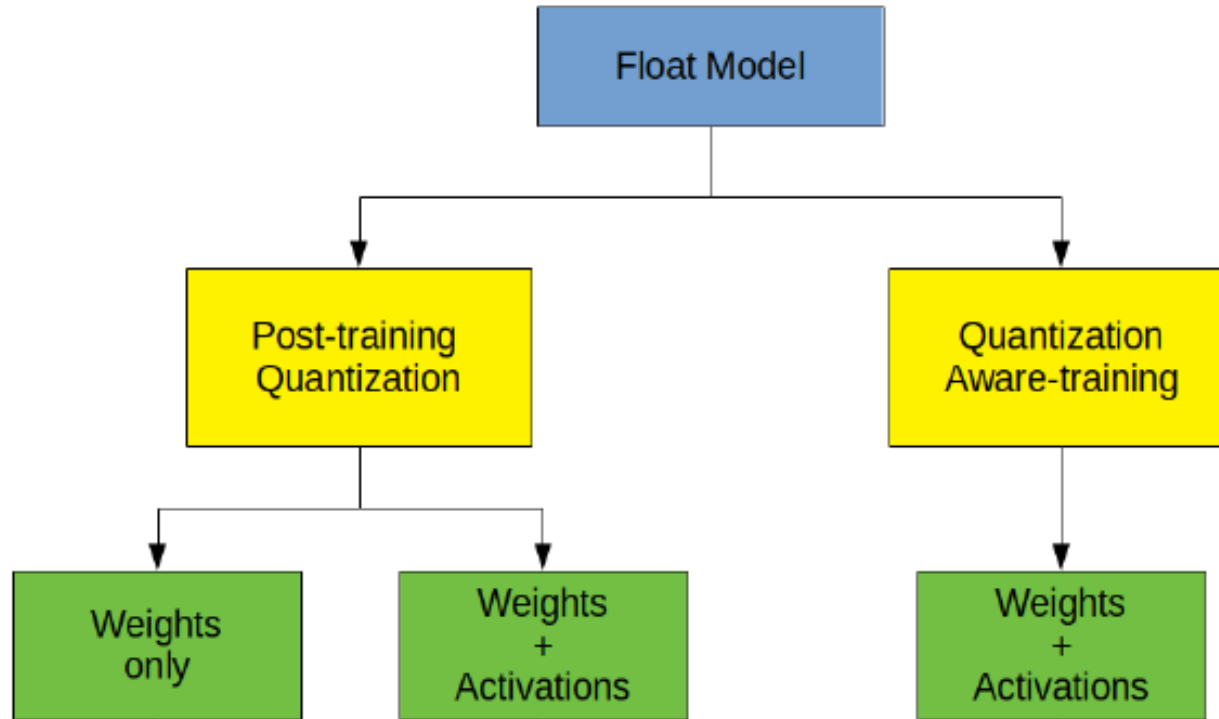 Float Model
Post-training
Quantization
Quantization
Aware-training
Weights
only
Weights
+
Activations
Weights
+
Activations